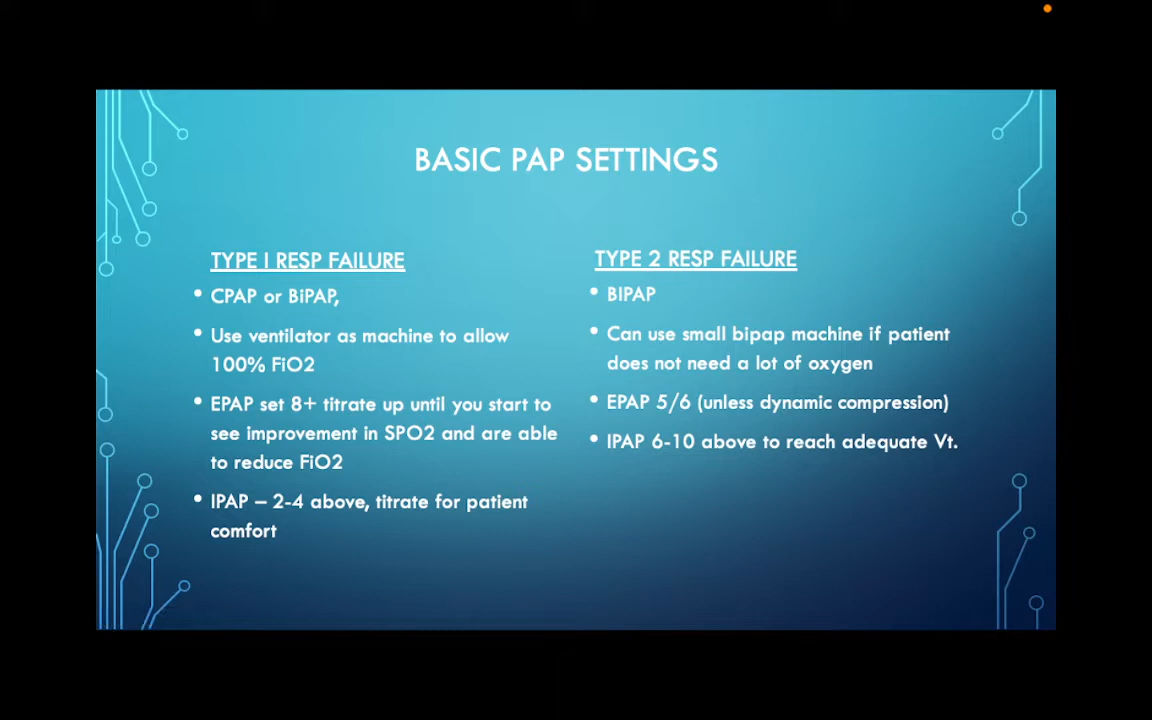 BASIC PAP SETTINGS
TYPE 1 RESP FAILURE
• CPAP or BiPAP,
• Use ventilator as machine to allow
100% FiO2
• EPAP set 8+ titrate up until you start to
see improvement in SPO2 and are able
to reduce FiO2
• IPAP – 2-4 above, titrate for patient
comfort
TYPE 2 RESP FAILURE
• BIPAP
• Can use small bipap machine if patient
does not need a lot of oxygen
• EPAP 5/6 (unless dynamic compression)
• IPAP 6-10 above to reach adequate Vt.